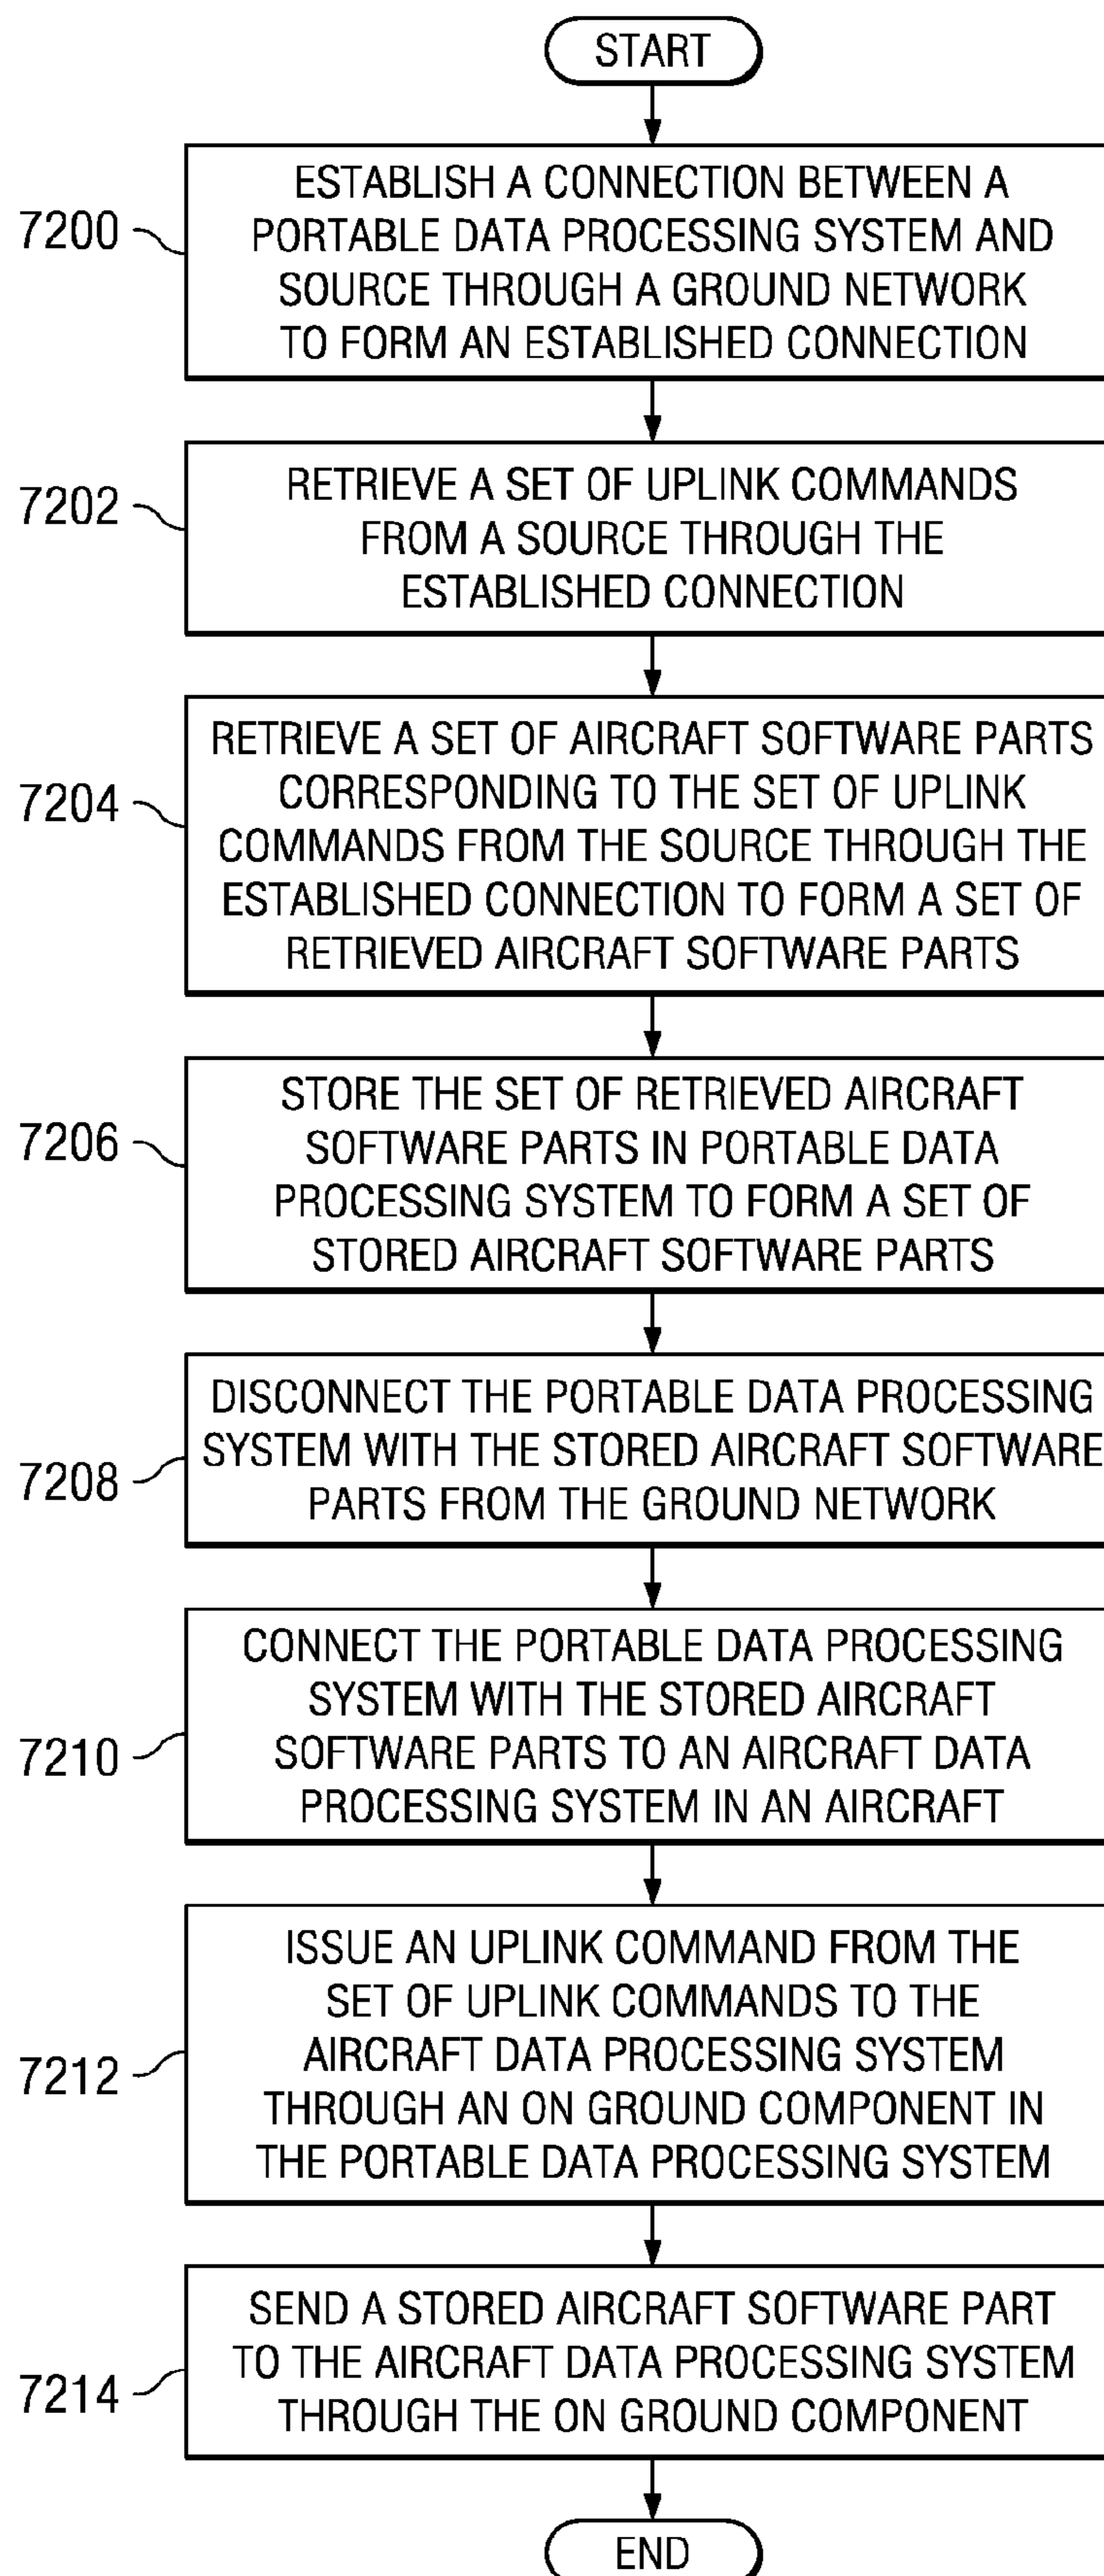 START
7200
ESTABLISH A CONNECTION BETWEEN A
PORTABLE DATA PROCESSING SYSTEM AND
SOURCE THROUGH A GROUND NETWORK
TO FORM AN ESTABLISHED CONNECTION
7202
RETRIEVE A SET OF UPLINK COMMANDS
FROM A SOURCE THROUGH THE
ESTABLISHED CONNECTION
7204
RETRIEVE A SET OF AIRCRAFT SOFTWARE PARTS
CORRESPONDING TO THE SET OF UPLINK
COMMANDS FROM THE SOURCE THROUGH THE
ESTABLISHED CONNECTION TO FORM A SET OF
RETRIEVED AIRCRAFT SOFTWARE PARTS
7206
STORE THE SET OF RETRIEVED AIRCRAFT
SOFTWARE PARTS IN PORTABLE DATA
PROCESSING SYSTEM TO FORM A SET OF
STORED AIRCRAFT SOFTWARE PARTS
7208
DISCONNECT THE PORTABLE DATA PROCESSING
SYSTEM WITH THE STORED AIRCRAFT SOFTWARE
PARTS FROM THE GROUND NETWORK
7210
CONNECT THE PORTABLE DATA PROCESSING
SYSTEM WITH THE STORED AIRCRAFT
SOFTWARE PARTS TO AN AIRCRAFT DATA
PROCESSING SYSTEM IN AN AIRCRAFT
7212
ISSUE AN UPLINK COMMAND FROM THE
SET OF UPLINK COMMANDS TO THE
AIRCRAFT DATA PROCESSING SYSTEM
THROUGH AN ON GROUND COMPONENT IN
THE PORTABLE DATA PROCESSING SYSTEM
7214
SEND A STORED AIRCRAFT SOFTWARE PART
TO THE AIRCRAFT DATA PROCESSING SYSTEM
THROUGH THE ON GROUND COMPONENT
END